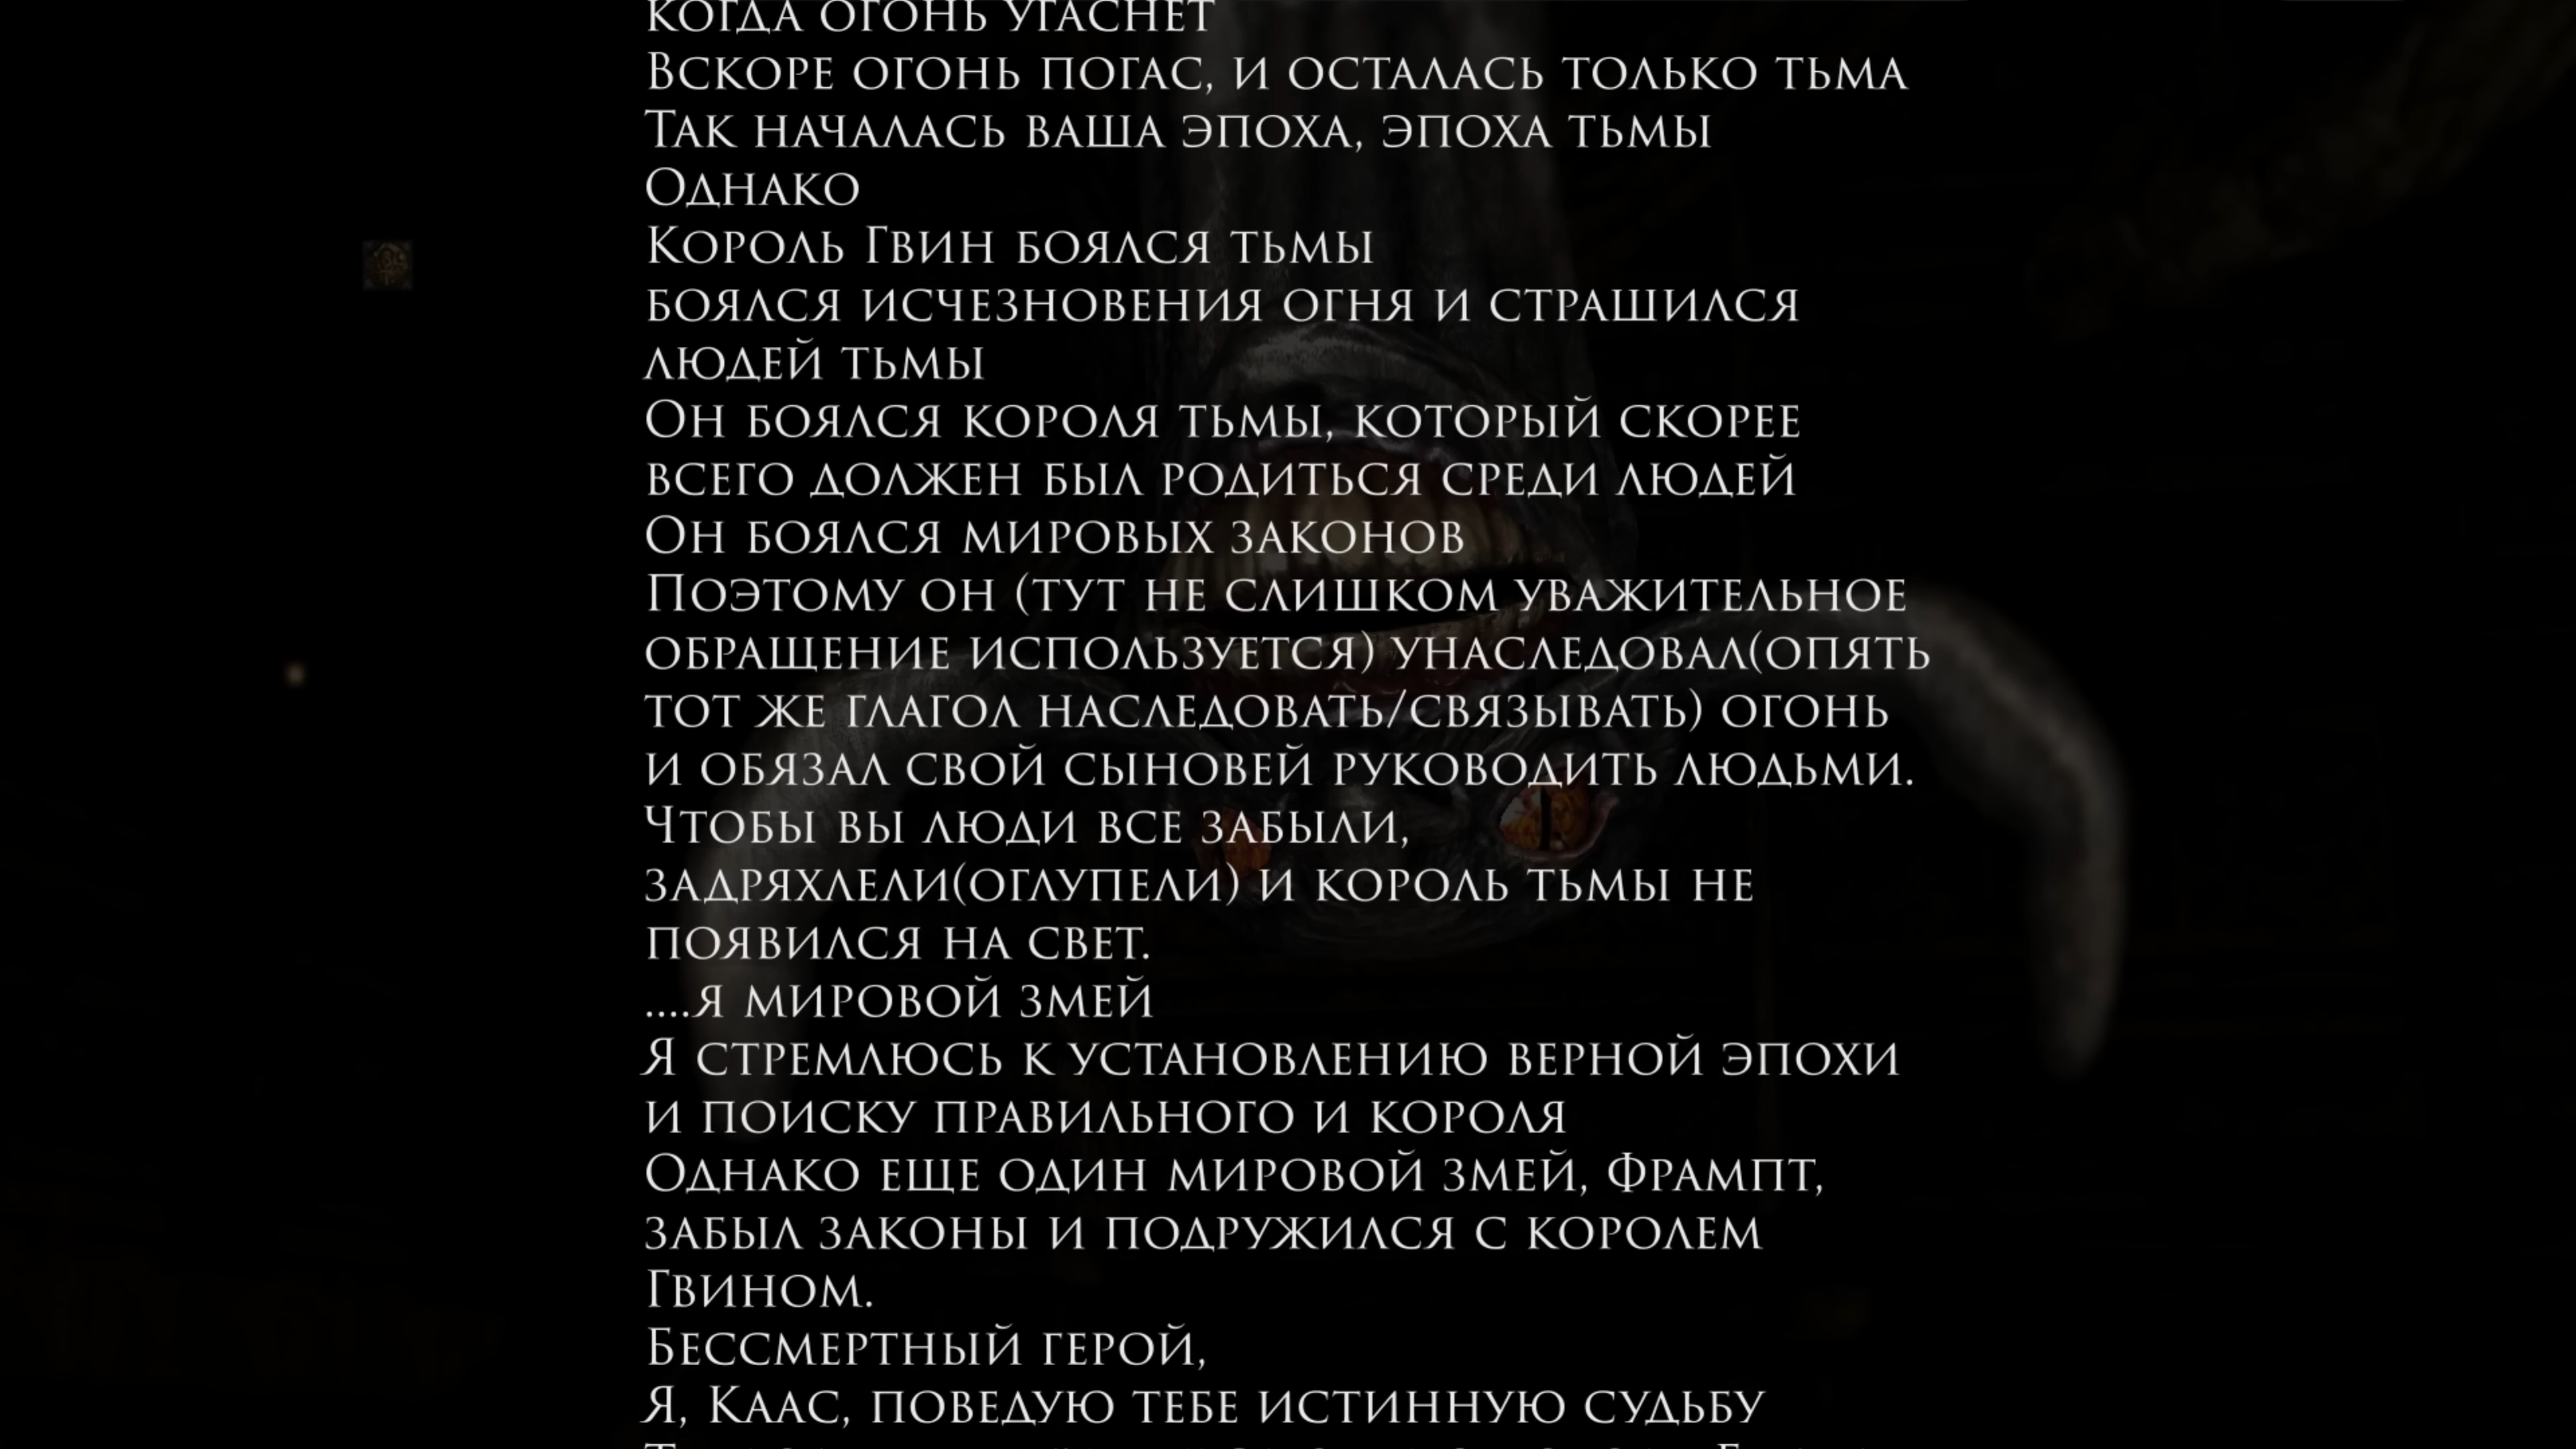 когда огонь угаснет
Вскоре огонь погас, и осталась только тьма
Так началась ваша эпоха, эпоха тьмы
Однако
Король Гвин боялся тьмы
боялся исчезновения огня и страшился
людей тьмы
Он боялся короля тьмы, который скорее
всего должен был родиться среди людей
Он боялся мировых законов
Поэтому он (тут не слишком уважительное
обращение используется) унаследовал(опять
тот же глагол наследовать/связывать) огонь
и обязал свой сыновей руководить людьми.
Чтобы вы люди все забыли,
задряхлели(оглупели) и король тьмы не
появился на свет.
....я мировой змей
Я стремлюсь к установлению верной эпохи
и поиску правильного и короля
Однако еще один мировой змей, Фрампт,
забыл законы и подружился с королем
Гвином.
Бессмертный герой,
Я, Каас, поведую тебе истинную судьбу